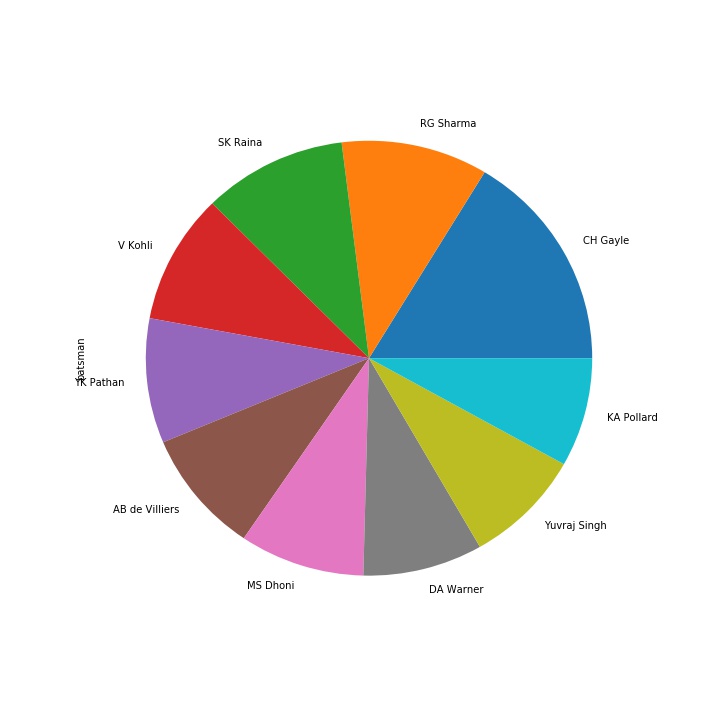 RG Sharma
SK Raina
CH Gayle
V Kohli
batsman
YK Pathan
KA Pollard
AB de Villiers
Yuvraj Singh
MS Dhoni
DA Warner